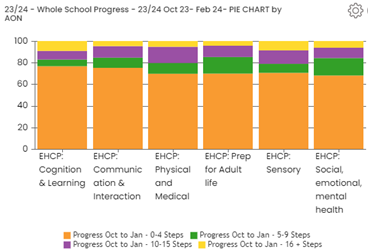 23/24 - Whole School Progress - 23/24 Oct 23- Feb 24- PIE CHART by
AON
100
80
60
40
20
0
EHCP:
Cognition
& Learning
EHCP:
Communic
ation &
Interaction
EHCP:
Physical
and
Medical
EHCP: Prep
for Adult
life
EHCP:
Sensory
EHCP:
Social,
emotional,
mental
health
Progress Oct to Jan - 0-4 Steps
Progress Oct to Jan - 5-9 Steps
Progress Oct to Jan - 10-15 Steps
Progress Oct to Jan - 16 + Steps